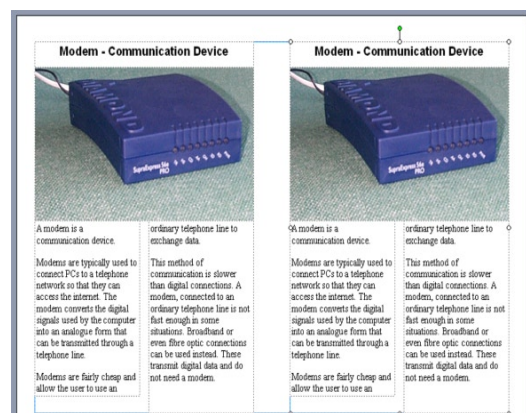 Modem - Communication Device
DIAMOND
SupraExpress 56e
PRO
A modem is a
communication device.
Modems are typically used to
connect PCs to a telephone
network so that they can
access the internet. The
modem converts the digital
signals used by the computer
into an analogue form that
can be transmitted through a
telephone line.
Modems are fairly cheap and
allow the user to use an
ordinary telephone line to
exchange data.
This method of
communication is slower
than digital connections. A
modem, connected to an
ordinary telephone line is not
fast enough in some
situations. Broadband or
even fibre optic connections
can be used instead. These
transmit digital data and do
not need a modem.
Modem - Communication Device
DIAMOND
SupraExpress 56e
PRO
A modem is a
communication device.
Modems are typically used to
connect PCs to a telephone
network so that they can
access the internet. The
modem converts the digital
signals used by the computer
into an analogue form that
can be transmitted through a
telephone line.
Modems are fairly cheap and
allow the user to use an
ordinary telephone line to
exchange data.
This method of
communication is slower
than digital connections. A
modem, connected to an
ordinary telephone line is not
fast enough in some
situations. Broadband or
even fibre optic connections
can be used instead. These
transmit digital data and do
not need a modem.